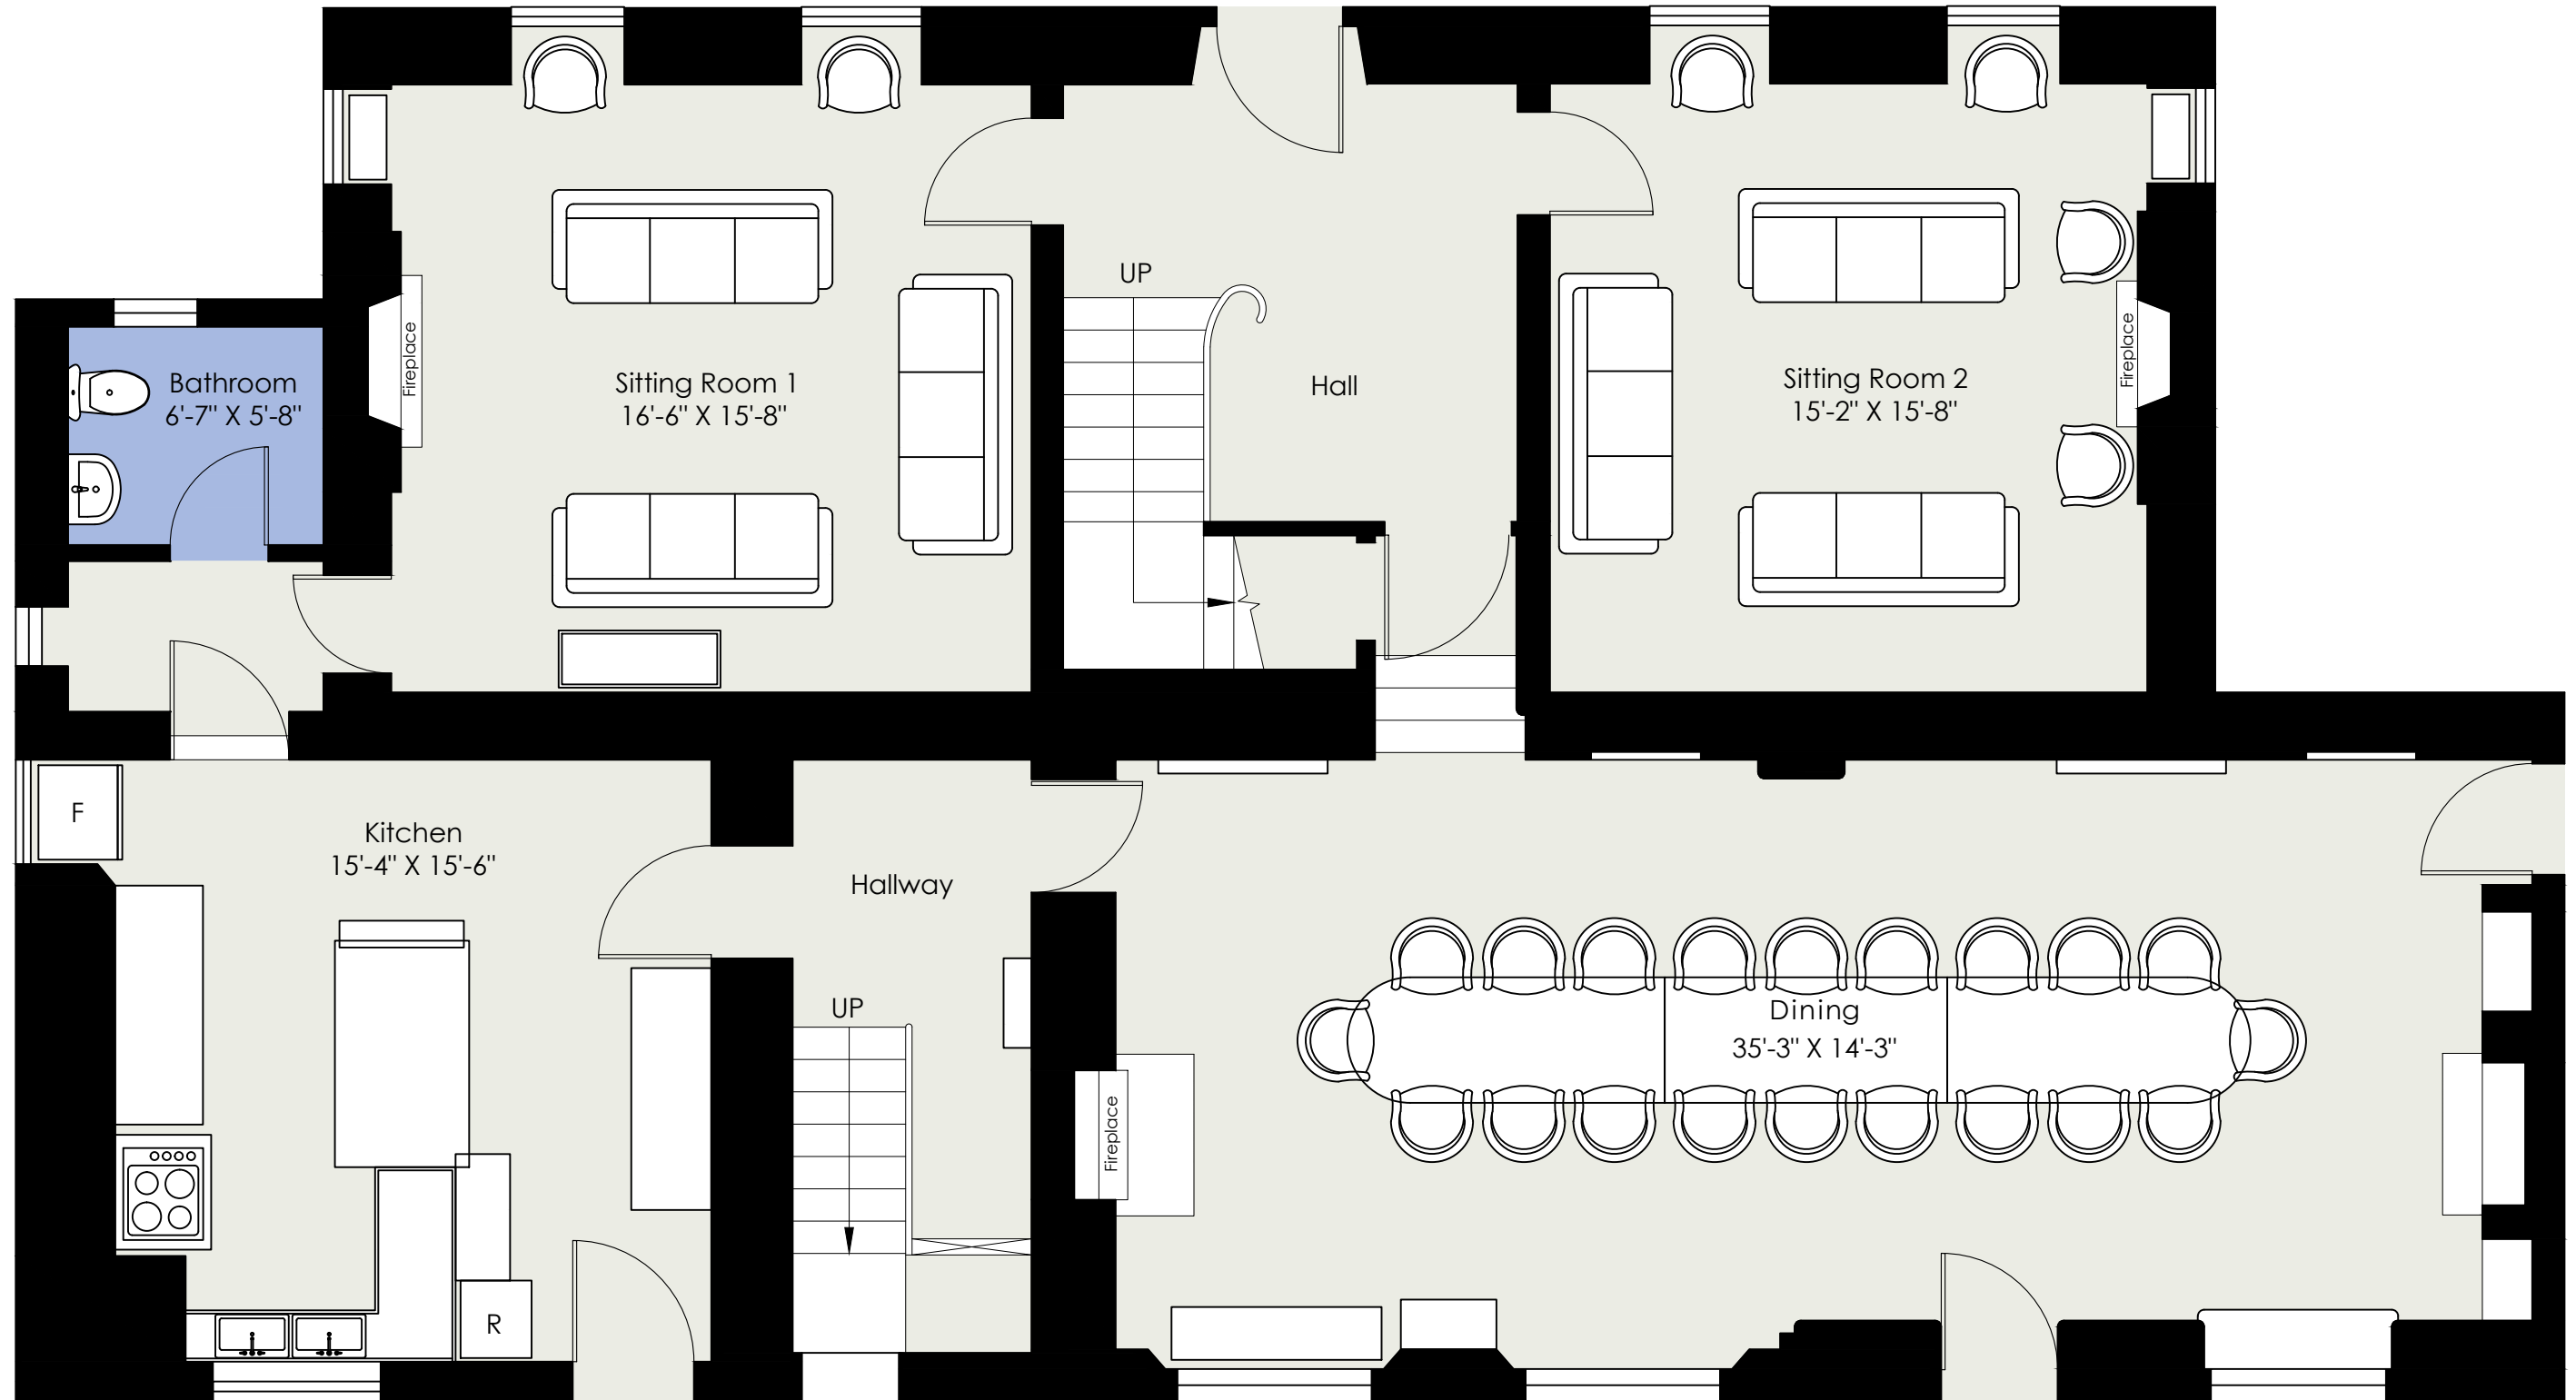 UP
Fireplace
Bathroom
6'-7" X 5'-8"
Sitting Room 1
16'-6" X 15'-8"
Hall
Sitting Room 2
15'-2" X 15'-8"
Fireplace
F
Kitchen
15'-4" X 15'-6"
Hallway
UP
Dining
35'-3" X 14'-3"
Fireplace
R